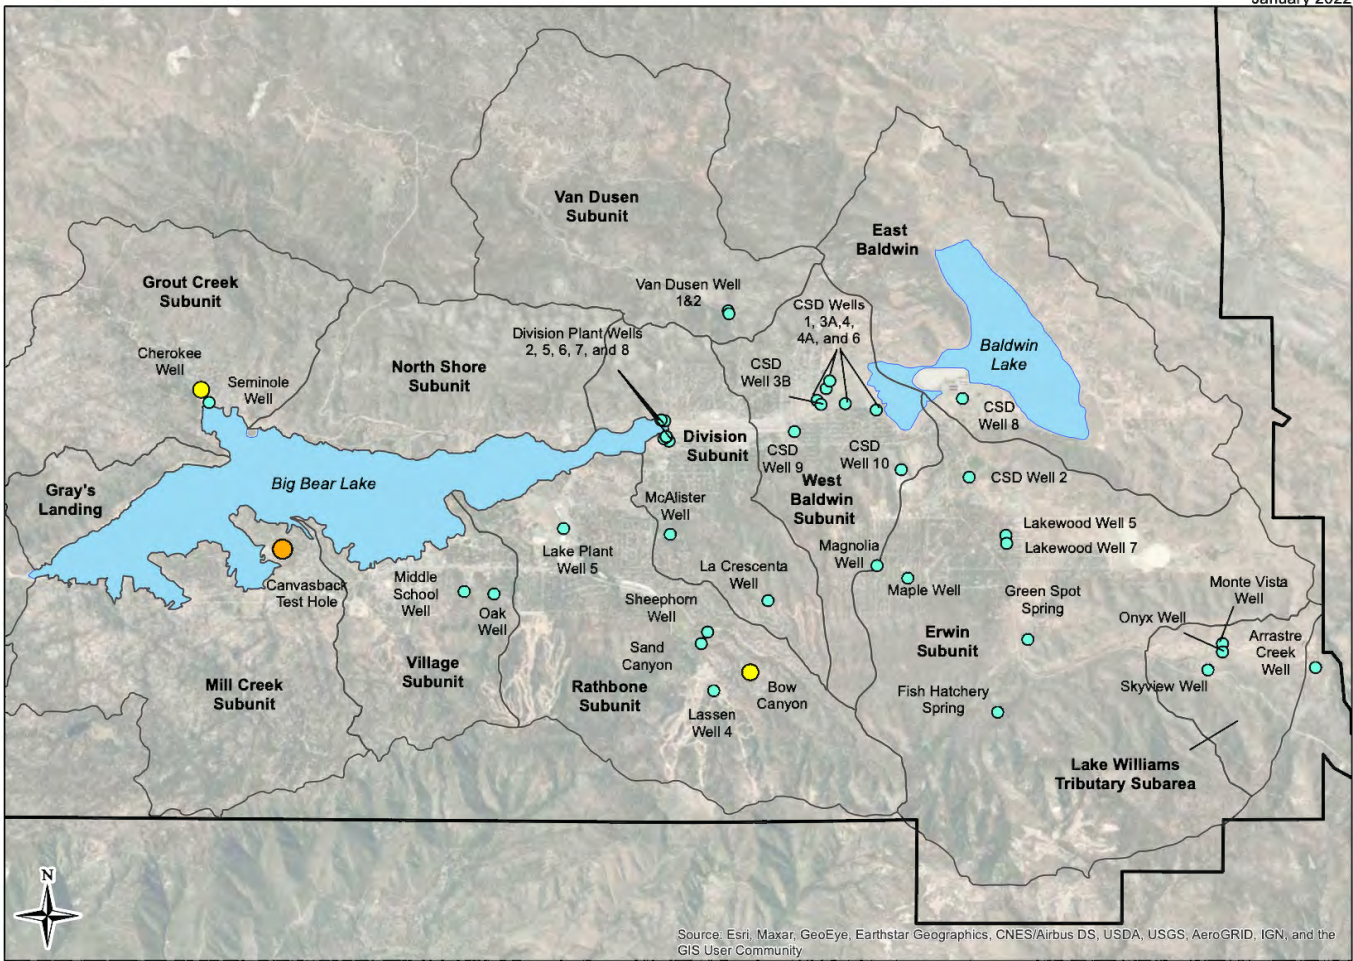 January 2022
Van Dusen
Subunit
East
Baldwin
Grout Creek
Subunit
Van Dusen Well
1&2
CSD Wells
1, 3A,4,
4A, and 6
Division Plant Wells
2, 5, 6, 7, and 8
Baldwin
Lake
Cherokee
Well
Seminole
Well
North Shore
Subunit
CSD
Well 3B
CSD
Well 8
Division
Subunit
CSD
Well 9
CSD
Well 10
Big Bear Lake
Gray's
Landing
West
Baldwin
Subunit
CSD Well 2
McAlister
Well
Lakewood Well 5
Lakewood Well 7
Lake Plant
Well 5
Magnolia
Well
La Crescenta
Well
Canvasback
Test Hole
Middle
School
Well
Oak
Well
Sheephorn
Well
Maple Well
Green Spot
Spring
Monte Vista
Well
Onyx Well
Arrastre
Creek
Well
Erwin
Subunit
Sand
Canyon
Village
Subunit
Mill Creek
Subunit
Rathbone
Subunit
Bow
Canyon
Skyview Well
Fish Hatchery
Spring
Lassen
Well 4
Lake Williams
Tributary Subarea
N
Source: Esri, Maxar, GeoEye, Earthstar Geographics, CNES/Airbus DS, USDA, USGS, AeroGRID, IGN, and the
GIS User Community